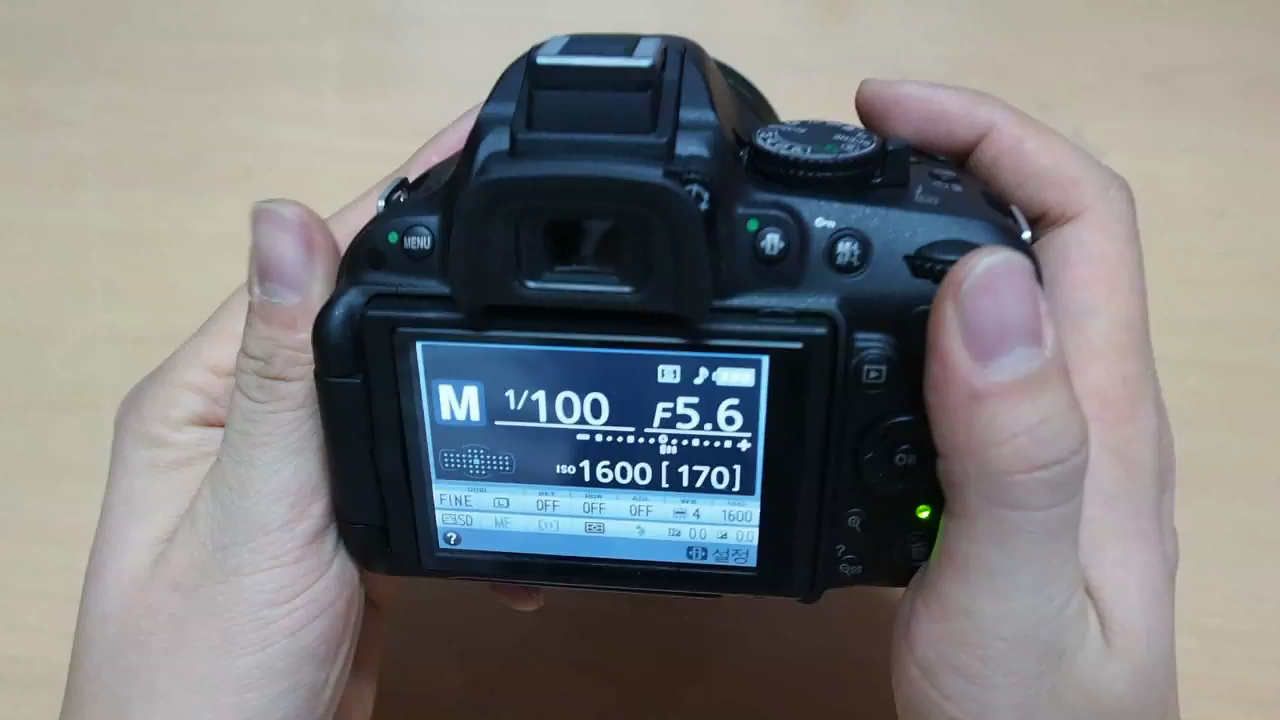 MENU
M 1/100 F5.6
ISO 1600 [170]
FINE L OFF OFF OFF 4 1600
SD MF 0.0 0.0
?
설정
OK
?